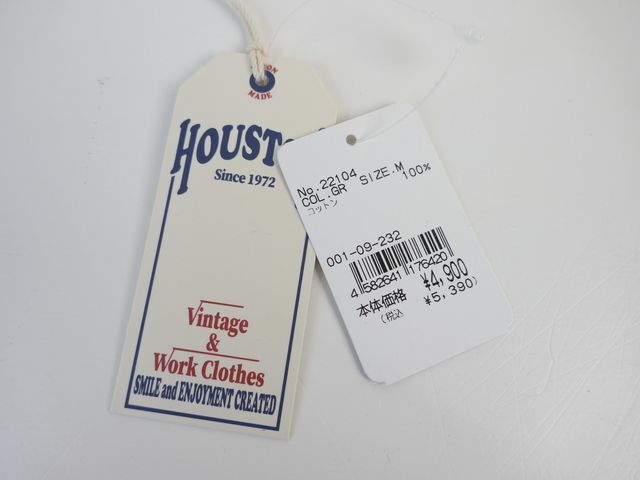 MADE
HOUST
Since 1972
Vintage
&
Work Clothes
SMILE and ENJOYMENT CREATED
No.22104
COL.GR SIZE.M
コットン 100%
001-09-232
4 582641 176420
本体価格 ¥4,900
(税込 ¥5,390)